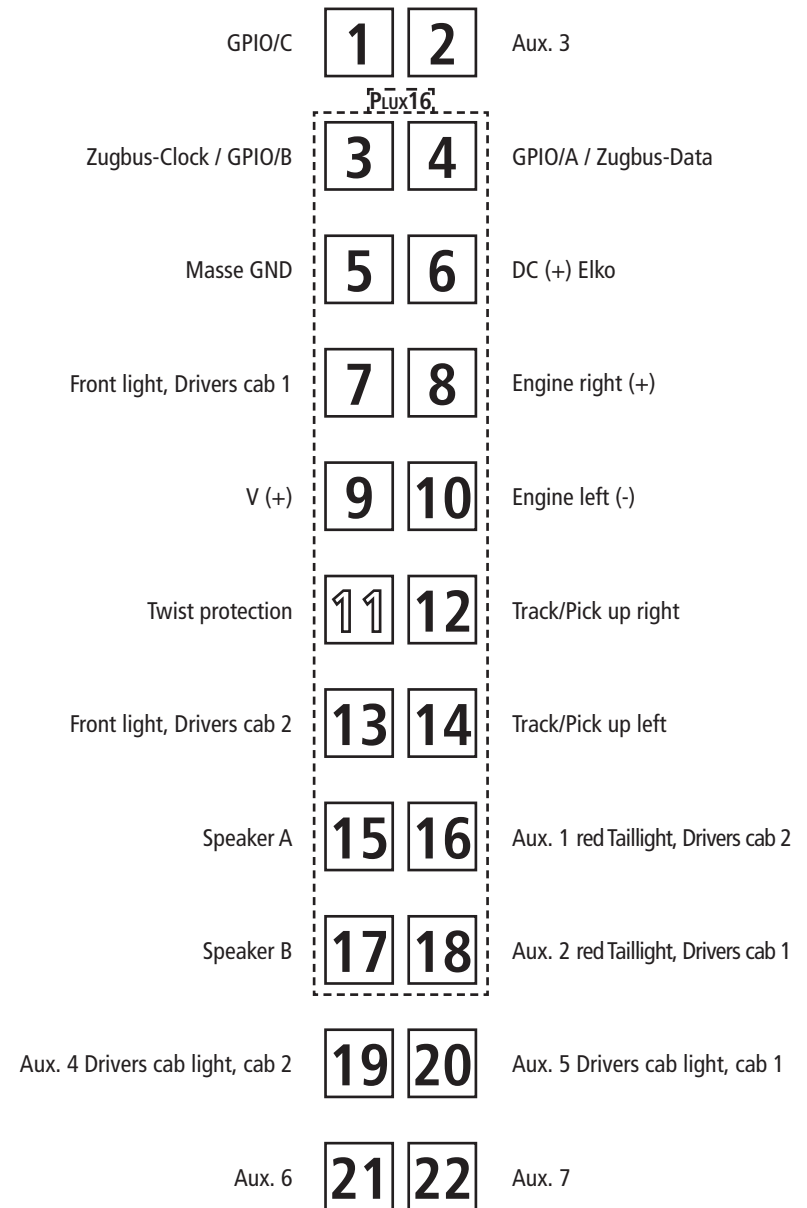 GPIO/C 1 2 Aux. 3
PLUX16
Zugbus-Clock / GPIO/B 3 4 GPIO/A / Zugbus-Data
Masse GND 5 6 DC (+) Elko
Front light, Drivers cab 1 7 8 Engine right (+)
V (+) 9 10 Engine left (-)
Twist protection 11 12 Track/Pick up right
Front light, Drivers cab 2 13 14 Track/Pick up left
Speaker A 15 16 Aux. 1 red Taillight, Drivers cab 2
Speaker B 17 18 Aux. 2 red Taillight, Drivers cab 1
Aux. 4 Drivers cab light, cab 2 19 20 Aux. 5 Drivers cab light, cab 1
Aux. 6 21 22 Aux. 7